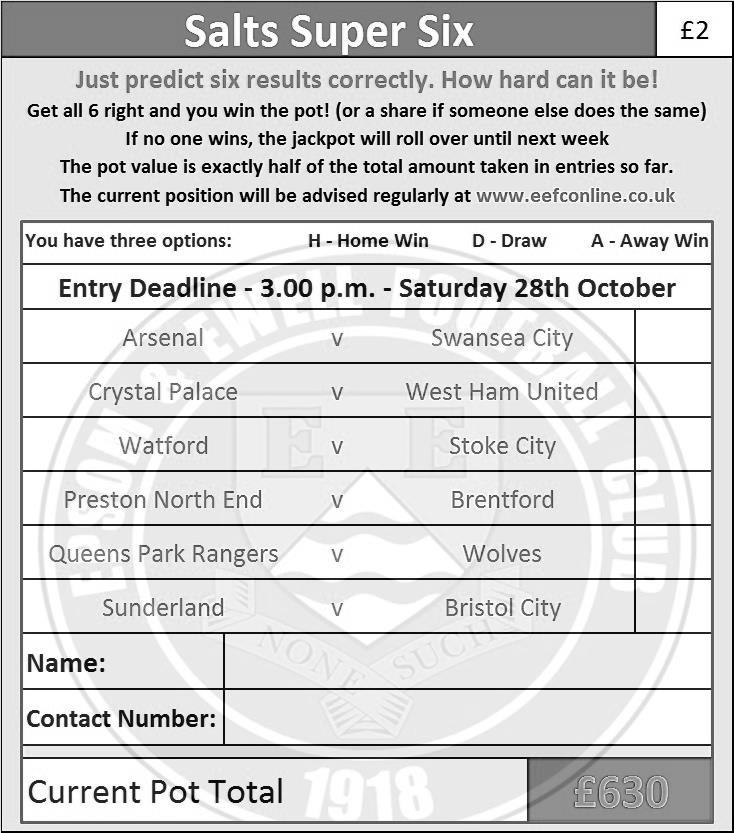 Salts Super Six £2
Just predict six results correctly. How hard can it be!
Get all 6 right and you win the pot! (or a share if someone else does the same)
If no one wins, the jackpot will roll over until next week
The pot value is exactly half of the total amount taken in entries so far.
The current position will be advised regularly at www.eefconline.co.uk
You have three options: H - Home Win D - Draw A - Away Win
Entry Deadline - 3.00 p.m. - Saturday 28th October
Arsenal v Swansea City
Crystal Palace v West Ham United
Watford v Stoke City
Preston North End v Brentford
Queens Park Rangers v Wolves
Sunderland v Bristol City
Name:
Contact Number:
Current Pot Total £630
EPSOM & EWELL FOOTBALL CLUB
E E
NONE SUCH
1918